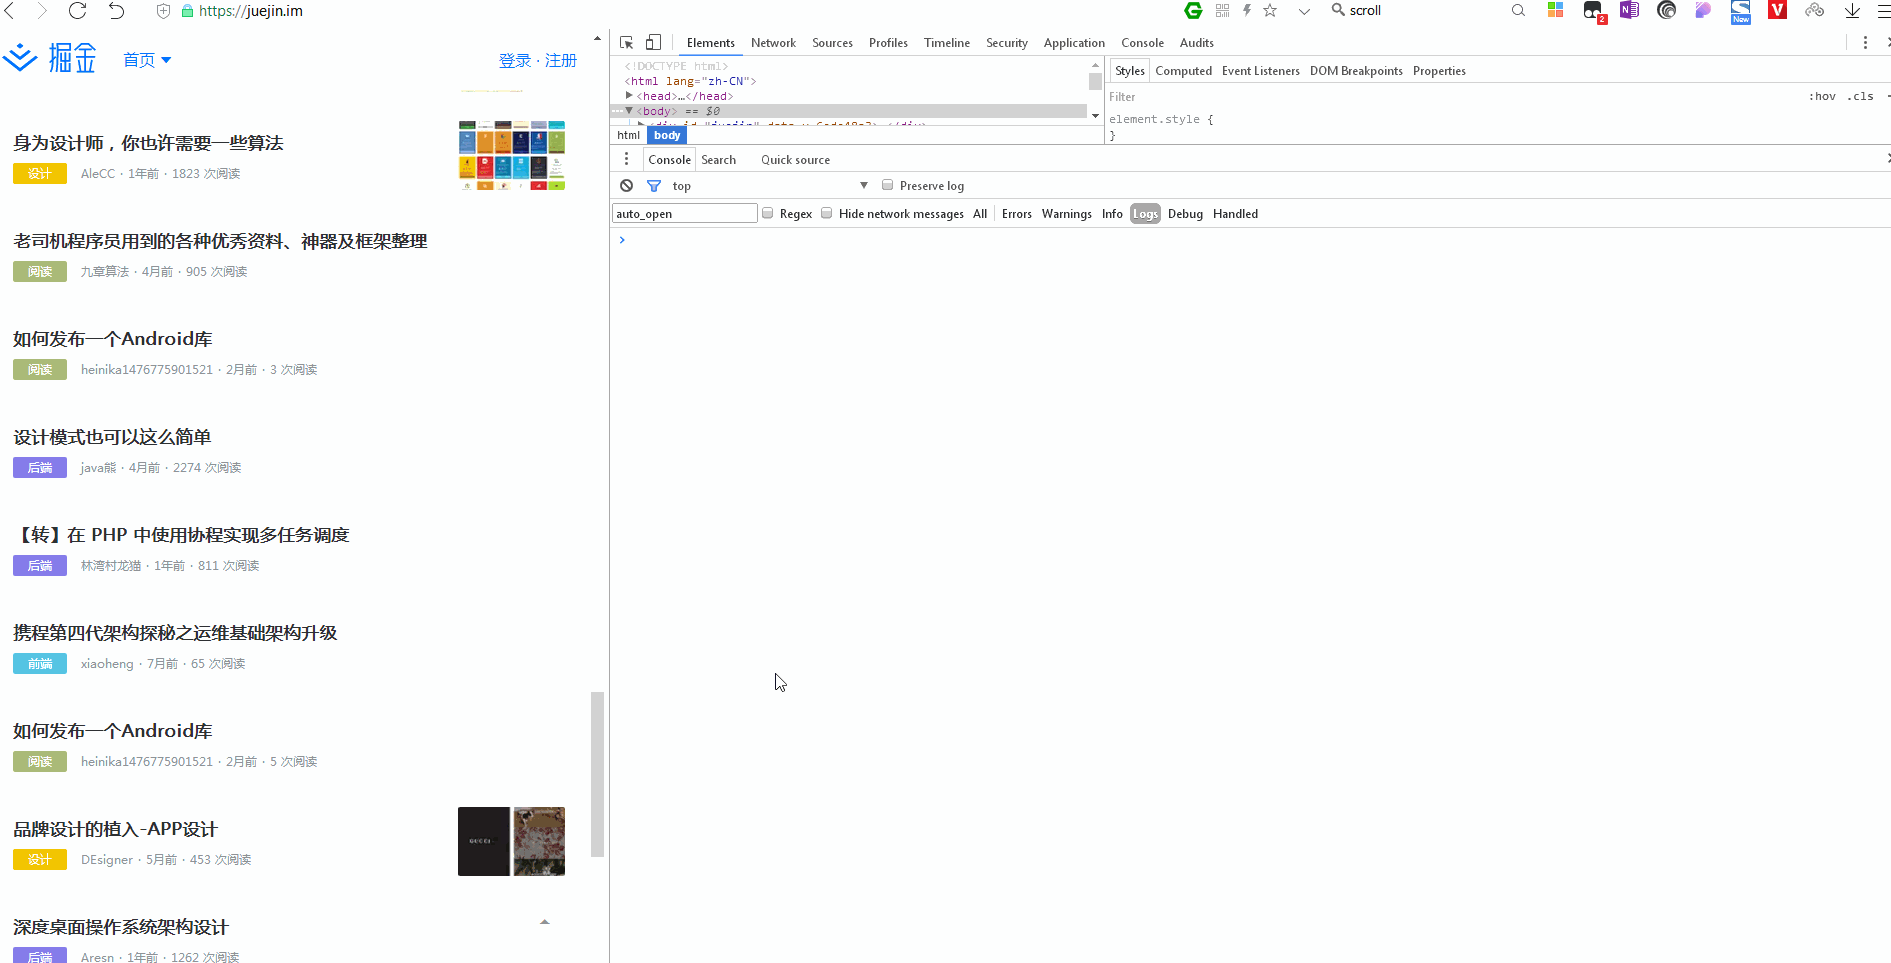 https://juejin.im
scroll
2
N
New
V
掘金
首页
登录 · 注册
身为设计师，你也许需要一些算法
设计 AleCC · 1年前 · 1823 次阅读
老司机程序员用到的各种优秀资料、神器及框架整理
阅读 九章算法 · 4月前 · 905 次阅读
如何发布一个Android库
阅读 heinika1476775901521 · 2月前 · 3 次阅读
设计模式也可以这么简单
后端 java熊 · 4月前 · 2274 次阅读
【转】在 PHP 中使用协程实现多任务调度
后端 林湾村龙猫 · 1年前 · 811 次阅读
携程第四代架构探秘之运维基础架构升级
前端 xiaoheng · 7月前 · 65 次阅读
如何发布一个Android库
阅读 heinika1476775901521 · 2月前 · 5 次阅读
品牌设计的植入-APP设计
设计 DEsigner · 5月前 · 453 次阅读
GUCCI
深度桌面操作系统架构设计
后端 Aresn · 1年前 · 1262 次阅读
Elements Network Sources Profiles Timeline Security Application Console Audits
<!DOCTYPE html>
<html lang="zh-CN">
<head>…</head>
<body> == $0
html body
Styles Computed Event Listeners DOM Breakpoints Properties
Filter :hov .cls
element.style {
}
Console Search Quick source
top Preserve log
auto_open Regex Hide network messages All Errors Warnings Info Logs Debug Handled